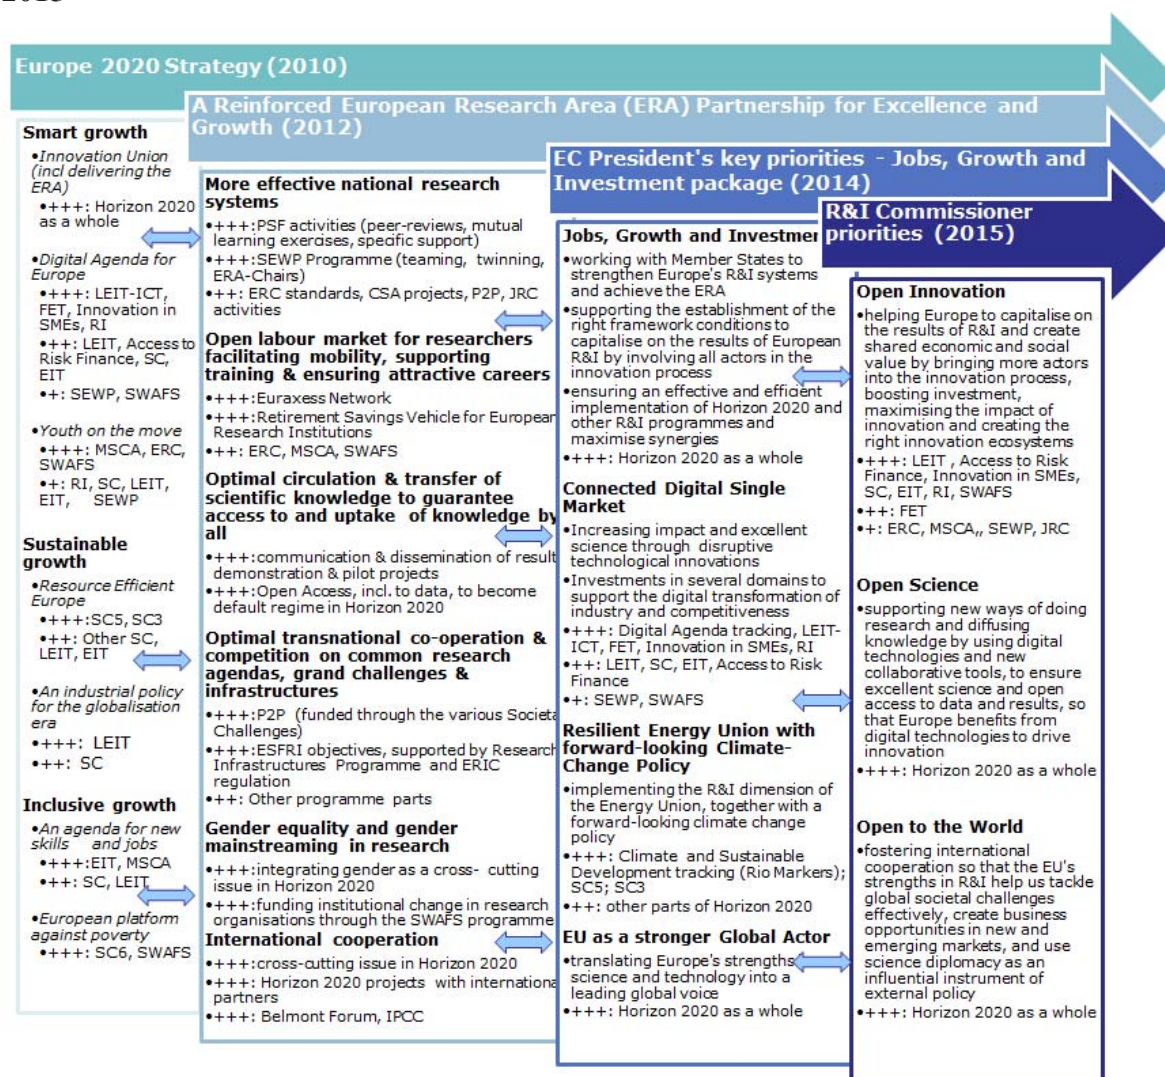 Europe 2020 Strategy (2010)
A Reinforced European Research Area (ERA) Partnership for Excellence and
Growth (2012)
EC President's key priorities - Jobs, Growth and
Investment package (2014)
R&I Commissioner
priorities (2015)
Smart growth
•Innovation Union
(incl delivering the
ERA)
•+++: Horizon 2020
as a whole
•Digital Agenda for
Europe
•+++: LEIT-ICT,
FET, Innovation in
SMEs, RI
•++: LEIT, Access to
Risk Finance, SC,
EIT
•+: SEWP, SWAFS
•Youth on the move
•+++: MSCA, ERC,
SWAFS
•+: RI, SC, LEIT,
EIT, SEWP
Sustainable
growth
•Resource Efficient
Europe
•+++:SC5, SC3
•++: Other SC,
LEIT, EIT
•An industrial policy
for the globalisation
era
•+++: LEIT
•++: SC
Inclusive growth
•An agenda for new
skills and jobs
•+++:EIT, MSCA
•++: SC, LEIT
•European platform
against poverty
•+++: SC6, SWAFS
More effective national research
systems
•+++:PSF activities (peer-reviews, mutual
learning exercises, specific support)
•+++:SEWP Programme (teaming, twinning,
ERA-Chairs)
•++: ERC standards, CSA projects, P2P, JRC
activities
Open labour market for researchers
facilitating mobility, supporting
training & ensuring attractive careers
•+++:Euraxess Network
•+++:Retirement Savings Vehicle for European
Research Institutions
•++: ERC, MSCA, SWAFS
Optimal circulation & transfer of
scientific knowledge to guarantee
access to and uptake of knowledge by
all
•+++:communication & dissemination of result
demonstration & pilot projects
•+++:Open Access, incl. to data, to become
default regime in Horizon 2020
Optimal transnational co-operation &
competition on common research
agendas, grand challenges &
infrastructures
•+++:P2P (funded through the various Societa
Challenges)
•+++:ESFRI objectives, supported by Research
Infrastructures Programme and ERIC
regulation
•++: Other programme parts
Gender equality and gender
mainstreaming in research
•+++:integrating gender as a cross- cutting
issue in Horizon 2020
•+++:funding institutional change in research
organisations through the SWAFS programme
International cooperation
•+++:cross-cutting issue in Horizon 2020
•+++: Horizon 2020 projects with internationa
partners
•+++: Belmont Forum, IPCC
Jobs, Growth and Investmen
•working with Member States to
strengthen Europe's R&I systems
and achieve the ERA
•supporting the establishment of the
right framework conditions to
capitalise on the results of European
R&I by involving all actors in the
innovation process
•ensuring an effective and efficient
implementation of Horizon 2020 and
other R&I programmes and
maximise synergies
•+++: Horizon 2020 as a whole
Connected Digital Single
Market
•Increasing impact and excellent
science through disruptive
technological innovations
•Investments in several domains to
support the digital transformation of
industry and competitiveness
•+++: Digital Agenda tracking, LEIT-
ICT, FET, Innovation in SMEs, RI
•++: LEIT, SC, EIT, Access to Risk
Finance
•+: SEWP, SWAFS
Resilient Energy Union with
forward-looking Climate-
Change Policy
•implementing the R&I dimension of
the Energy Union, together with a
forward-looking climate change
policy
•+++: Climate and Sustainable
Development tracking (Rio Markers);
SC5; SC3
•++: other parts of Horizon 2020
EU as a stronger Global Actor
•translating Europe's strengths
science and technology into a
leading global voice
•+++: Horizon 2020 as a whole
Open Innovation
•helping Europe to capitalise on
the results of R&I and create
shared economic and social
value by bringing more actors
into the innovation process,
boosting investment,
maximising the impact of
innovation and creating the
right innovation ecosystems
•+++: LEIT , Access to Risk
Finance, Innovation in SMEs,
SC, EIT, RI, SWAFS
•++: FET
•+: ERC, MSCA,, SEWP, JRC
Open Science
•supporting new ways of doing
research and diffusing
knowledge by using digital
technologies and new
collaborative tools, to ensure
excellent science and open
access to data and results, so
that Europe benefits from
digital technologies to drive
innovation
•+++: Horizon 2020 as a whole
Open to the World
•fostering international
cooperation so that the EU's
strengths in R&I help us tackle
global societal challenges
effectively, create business
opportunities in new and
emerging markets, and use
science diplomacy as an
influential instrument of
external policy
•+++: Horizon 2020 as a whole